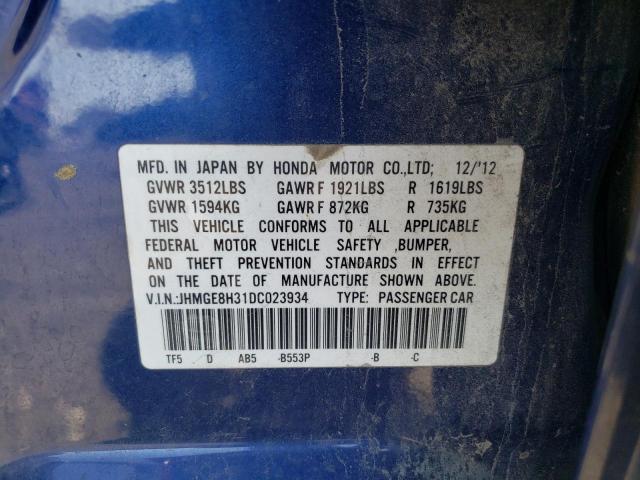 MFD. IN JAPAN BY HONDA MOTOR CO.,LTD; 12/'12
GVWR 3512LBS GAWR F 1921LBS R 1619LBS
GVWR 1594KG GAWR F 872KG R 735KG
THIS VEHICLE CONFORMS TO ALL APPLICABLE
FEDERAL MOTOR VEHICLE SAFETY ,BUMPER,
AND THEFT PREVENTION STANDARDS IN EFFECT
ON THE DATE OF MANUFACTURE SHOWN ABOVE.
V.I.N.:JHMGE8H31DC023934 TYPE: PASSENGER CAR
TF5 D AB5 -B553P -B -C